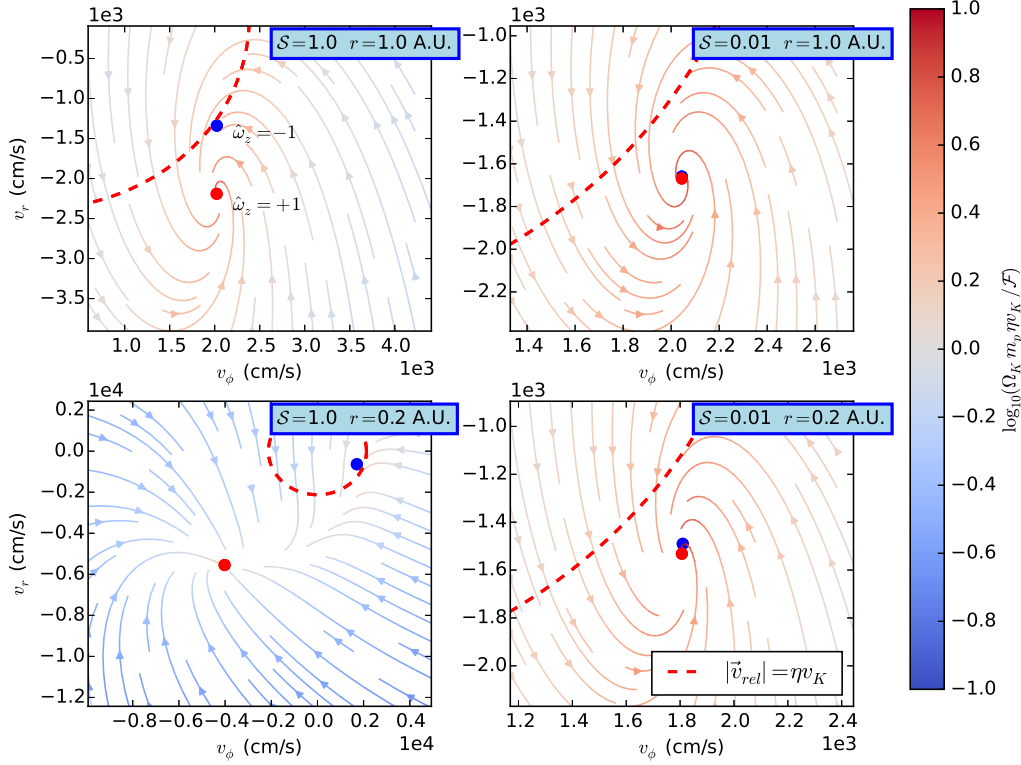 1e3
𝒮=1.0 r=1.0 A.U.
−0.5
−1.0
−1.5
−2.0
−2.5
−3.0
−3.5
v_r (cm/s)
ω̂_z=−1
ω̂_z=+1
1.0 1.5 2.0 2.5 3.0 3.5 4.0
v_ϕ (cm/s)
1e3
1e3
𝒮=0.01 r=1.0 A.U.
−1.0
−1.2
−1.4
−1.6
−1.8
−2.0
−2.2
1.4 1.6 1.8 2.0 2.2 2.4 2.6
v_ϕ (cm/s)
1e3
1e4
𝒮=1.0 r=0.2 A.U.
0.2
0.0
−0.2
−0.4
−0.6
−0.8
−1.0
−1.2
v_r (cm/s)
−0.8 −0.6 −0.4 −0.2 0.0 0.2 0.4
v_ϕ (cm/s)
1e4
1e3
𝒮=0.01 r=0.2 A.U.
−1.0
−1.2
−1.4
−1.6
−1.8
−2.0
|v⃗_rel|=ηv_K
1.2 1.4 1.6 1.8 2.0 2.2 2.4
v_ϕ (cm/s)
1e3
1.0
0.8
0.6
0.4
0.2
0.0
−0.2
−0.4
−0.6
−0.8
−1.0
log₁₀(Ω_K m_p ηv_K/ℱ)